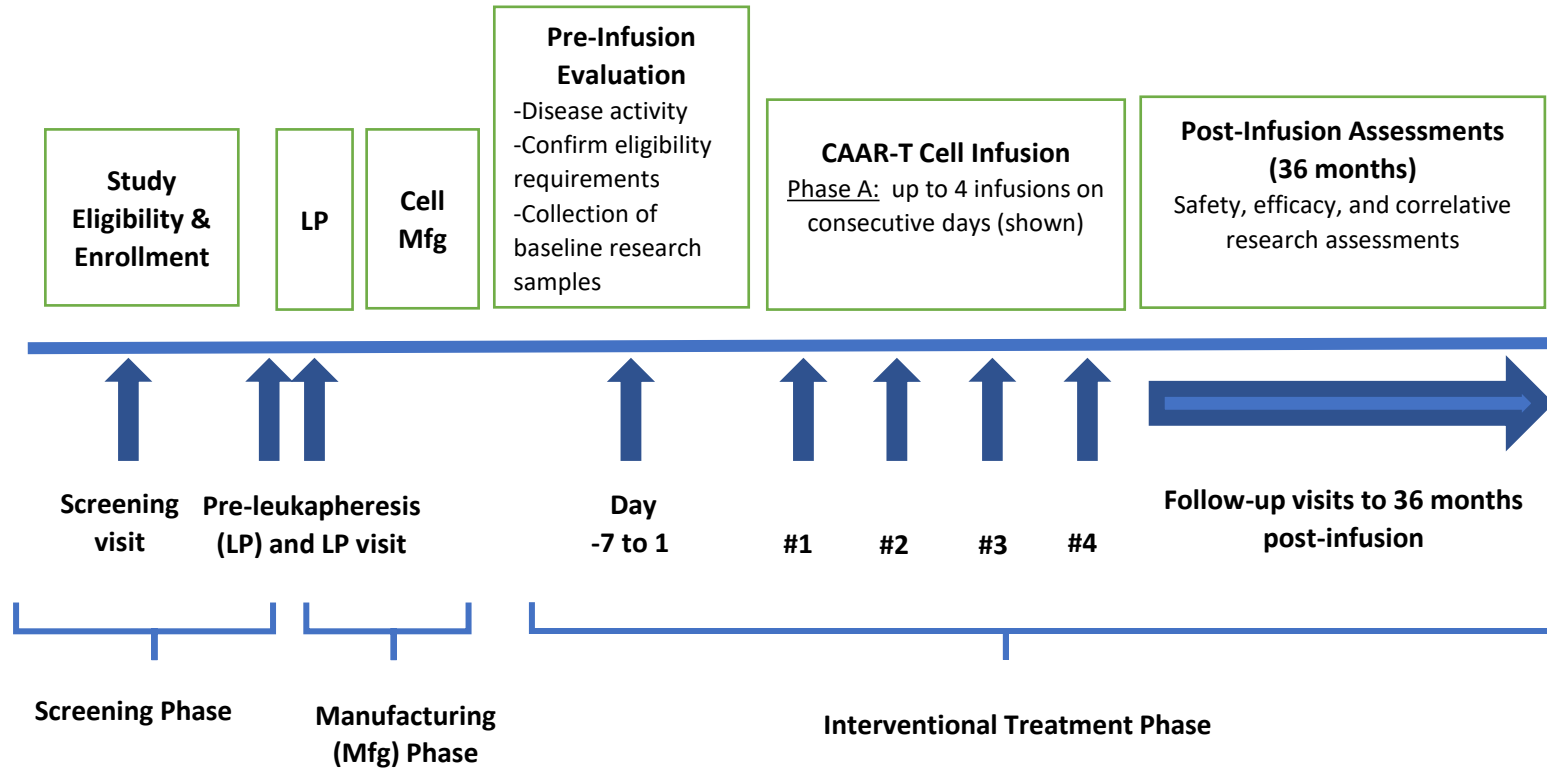 Study
Eligibility &
Enrollment
LP
Cell
Mfg
Pre-Infusion
Evaluation
-Disease activity
-Confirm eligibility
requirements
-Collection of
baseline research
samples
CAAR-T Cell Infusion
Phase A:  up to 4 infusions on
consecutive days (shown)
Post-Infusion Assessments
(36 months)
Safety, efficacy, and correlative
research assessments
Screening
visit
Pre-leukapheresis
(LP) and LP visit
Day
-7 to 1
#1
#2
#3
#4
Follow-up visits to 36 months
post-infusion
Screening Phase
Manufacturing
(Mfg) Phase
Interventional Treatment Phase